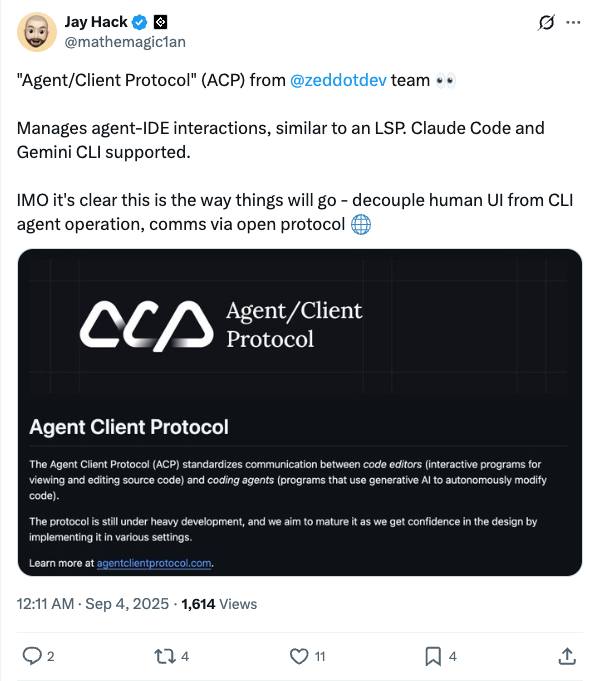 Jay Hack
@mathemagic1an
"Agent/Client Protocol" (ACP) from @zeddotdev team 👀
Manages agent-IDE interactions, similar to an LSP. Claude Code and
Gemini CLI supported.
IMO it's clear this is the way things will go - decouple human UI from CLI
agent operation, comms via open protocol 🌐
acp
Agent/Client
Protocol
Agent Client Protocol
The Agent Client Protocol (ACP) standardizes communication between code editors (interactive programs for
viewing and editing source code) and coding agents (programs that use generative AI to autonomously modify
code).
The protocol is still under heavy development, and we aim to mature it as we get confidence in the design by
implementing it in various settings.
Learn more at agentclientprotocol.com.
12:11 AM · Sep 4, 2025 · 1,614 Views
2 4 11 4